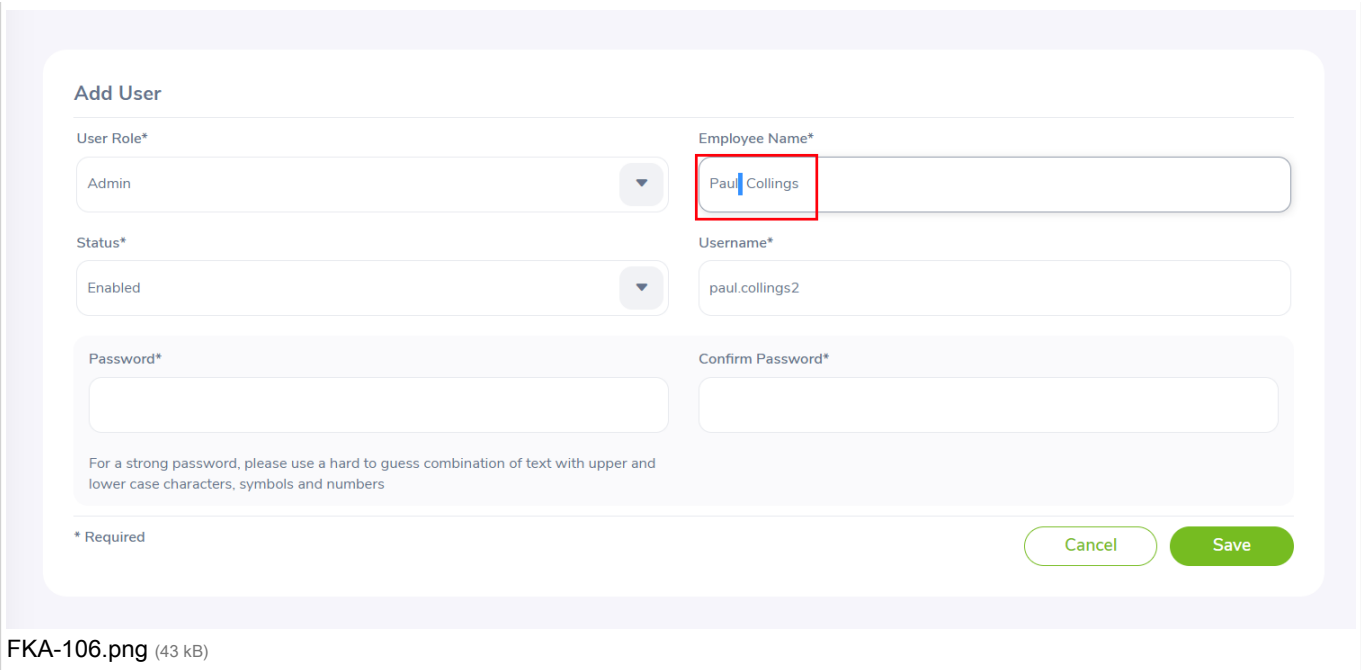 Add User
User Role*
Employee Name*
Admin
Paul  Collings
Status*
Username*
Enabled
paul.collings2
Password*
Confirm Password*
For a strong password, please use a hard to guess combination of text with upper and
lower case characters, symbols and numbers
* Required
Cancel
Save
FKA-106.png (43 kB)